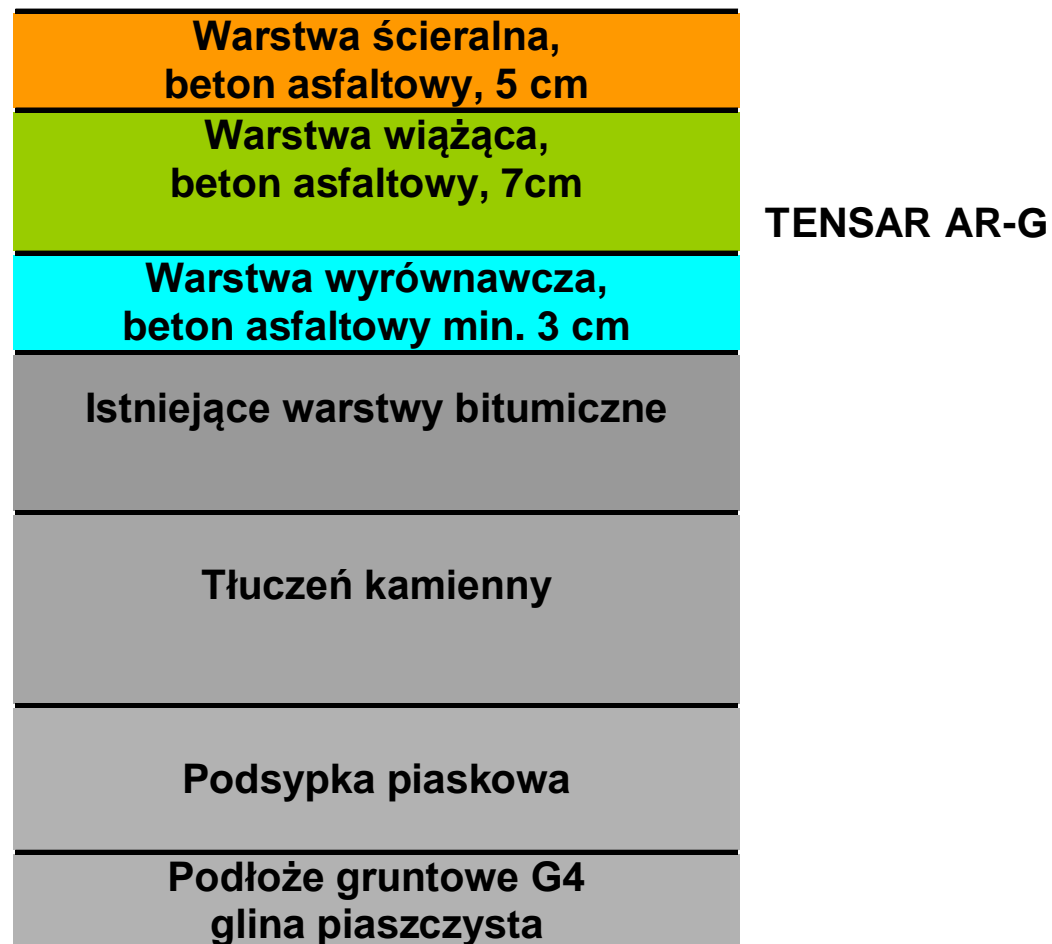 Warstwa ścieralna,
beton asfaltowy, 5 cm
Warstwa wiążąca,
beton asfaltowy, 7cm
TENSAR AR-G
Warstwa wyrównawcza,
beton asfaltowy min. 3 cm
Istniejące warstwy bitumiczne
Tłuczeń kamienny
Podsypka piaskowa
Podłoże gruntowe G4
glina piaszczysta